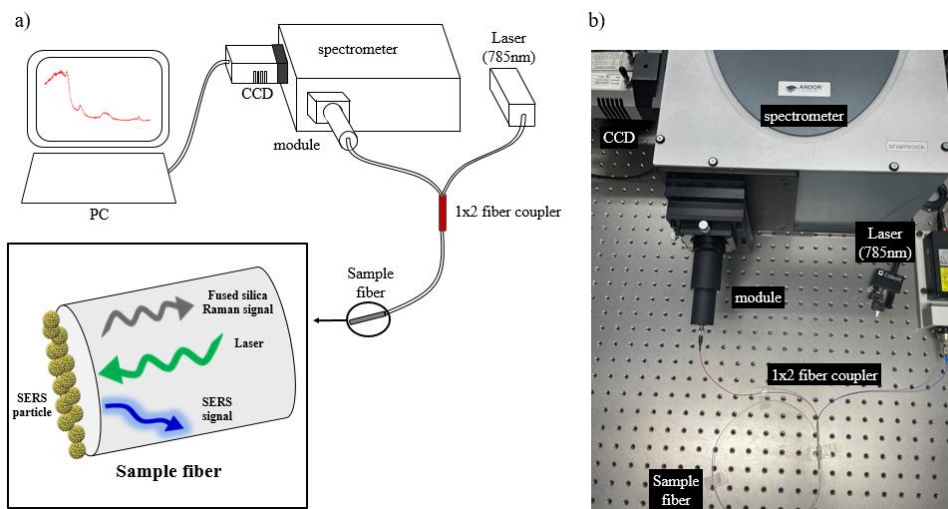 a)
spectrometer
Laser
(785nm)
CCD
module
PC
1x2 fiber coupler
Sample
fiber
Fused silica
Raman signal
Laser
SERS
particle
SERS
signal
Sample fiber
b)
ANDOR
spectrometer
CCD
shamrock
Laser
(785nm)
module
1x2 fiber coupler
Sample
fiber